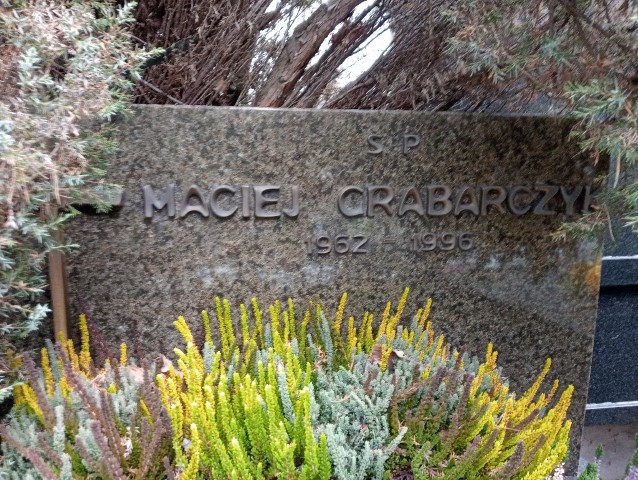 Ś P
MACIEJ GRABARCZYK
1962 - 1996